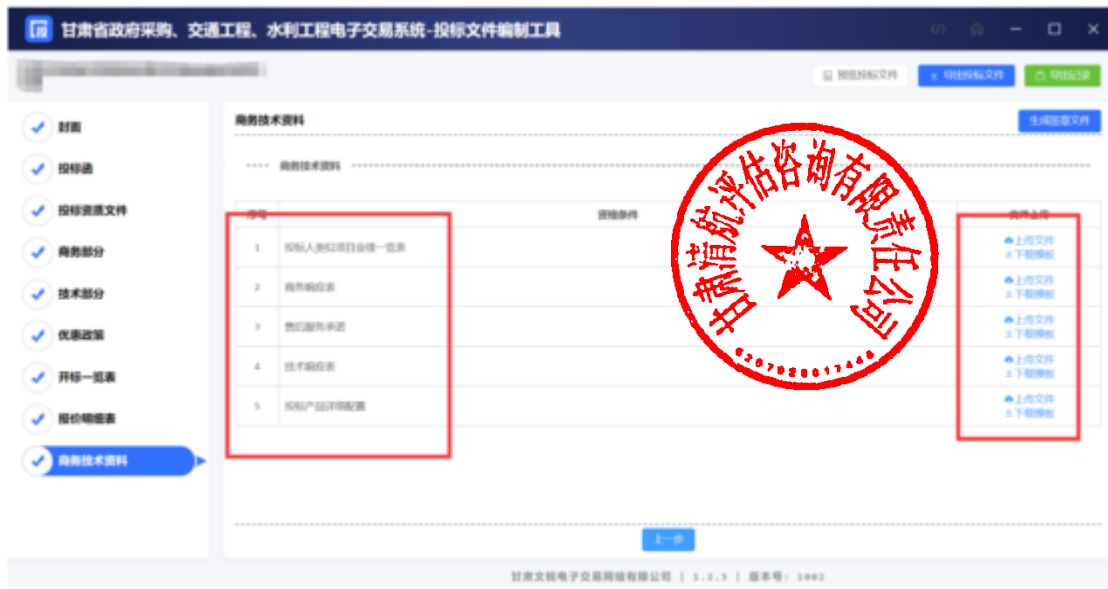 甘肃省政府采购、交通工程、水利工程电子交易系统-投标文件编制工具
预览投标文件
导出投标文件
导出记录
封面
投标函
投标资质文件
商务部分
技术部分
优惠政策
开标一览表
报价明细表
商务技术资料
商务技术资料
生成签章文件
商务技术资料
序号 资格条件 文件上传
1 投标人类似项目业绩一览表 上传文件
下载模板
2 商务响应表 上传文件
下载模板
3 售后服务承诺 上传文件
下载模板
4 技术响应表 上传文件
下载模板
5 投标产品详细配置 上传文件
下载模板
甘肃清航评估咨询有限责任公司
上一步
甘肃文锐电子交易网络有限公司 | 1.2.3 | 版本号: 1002